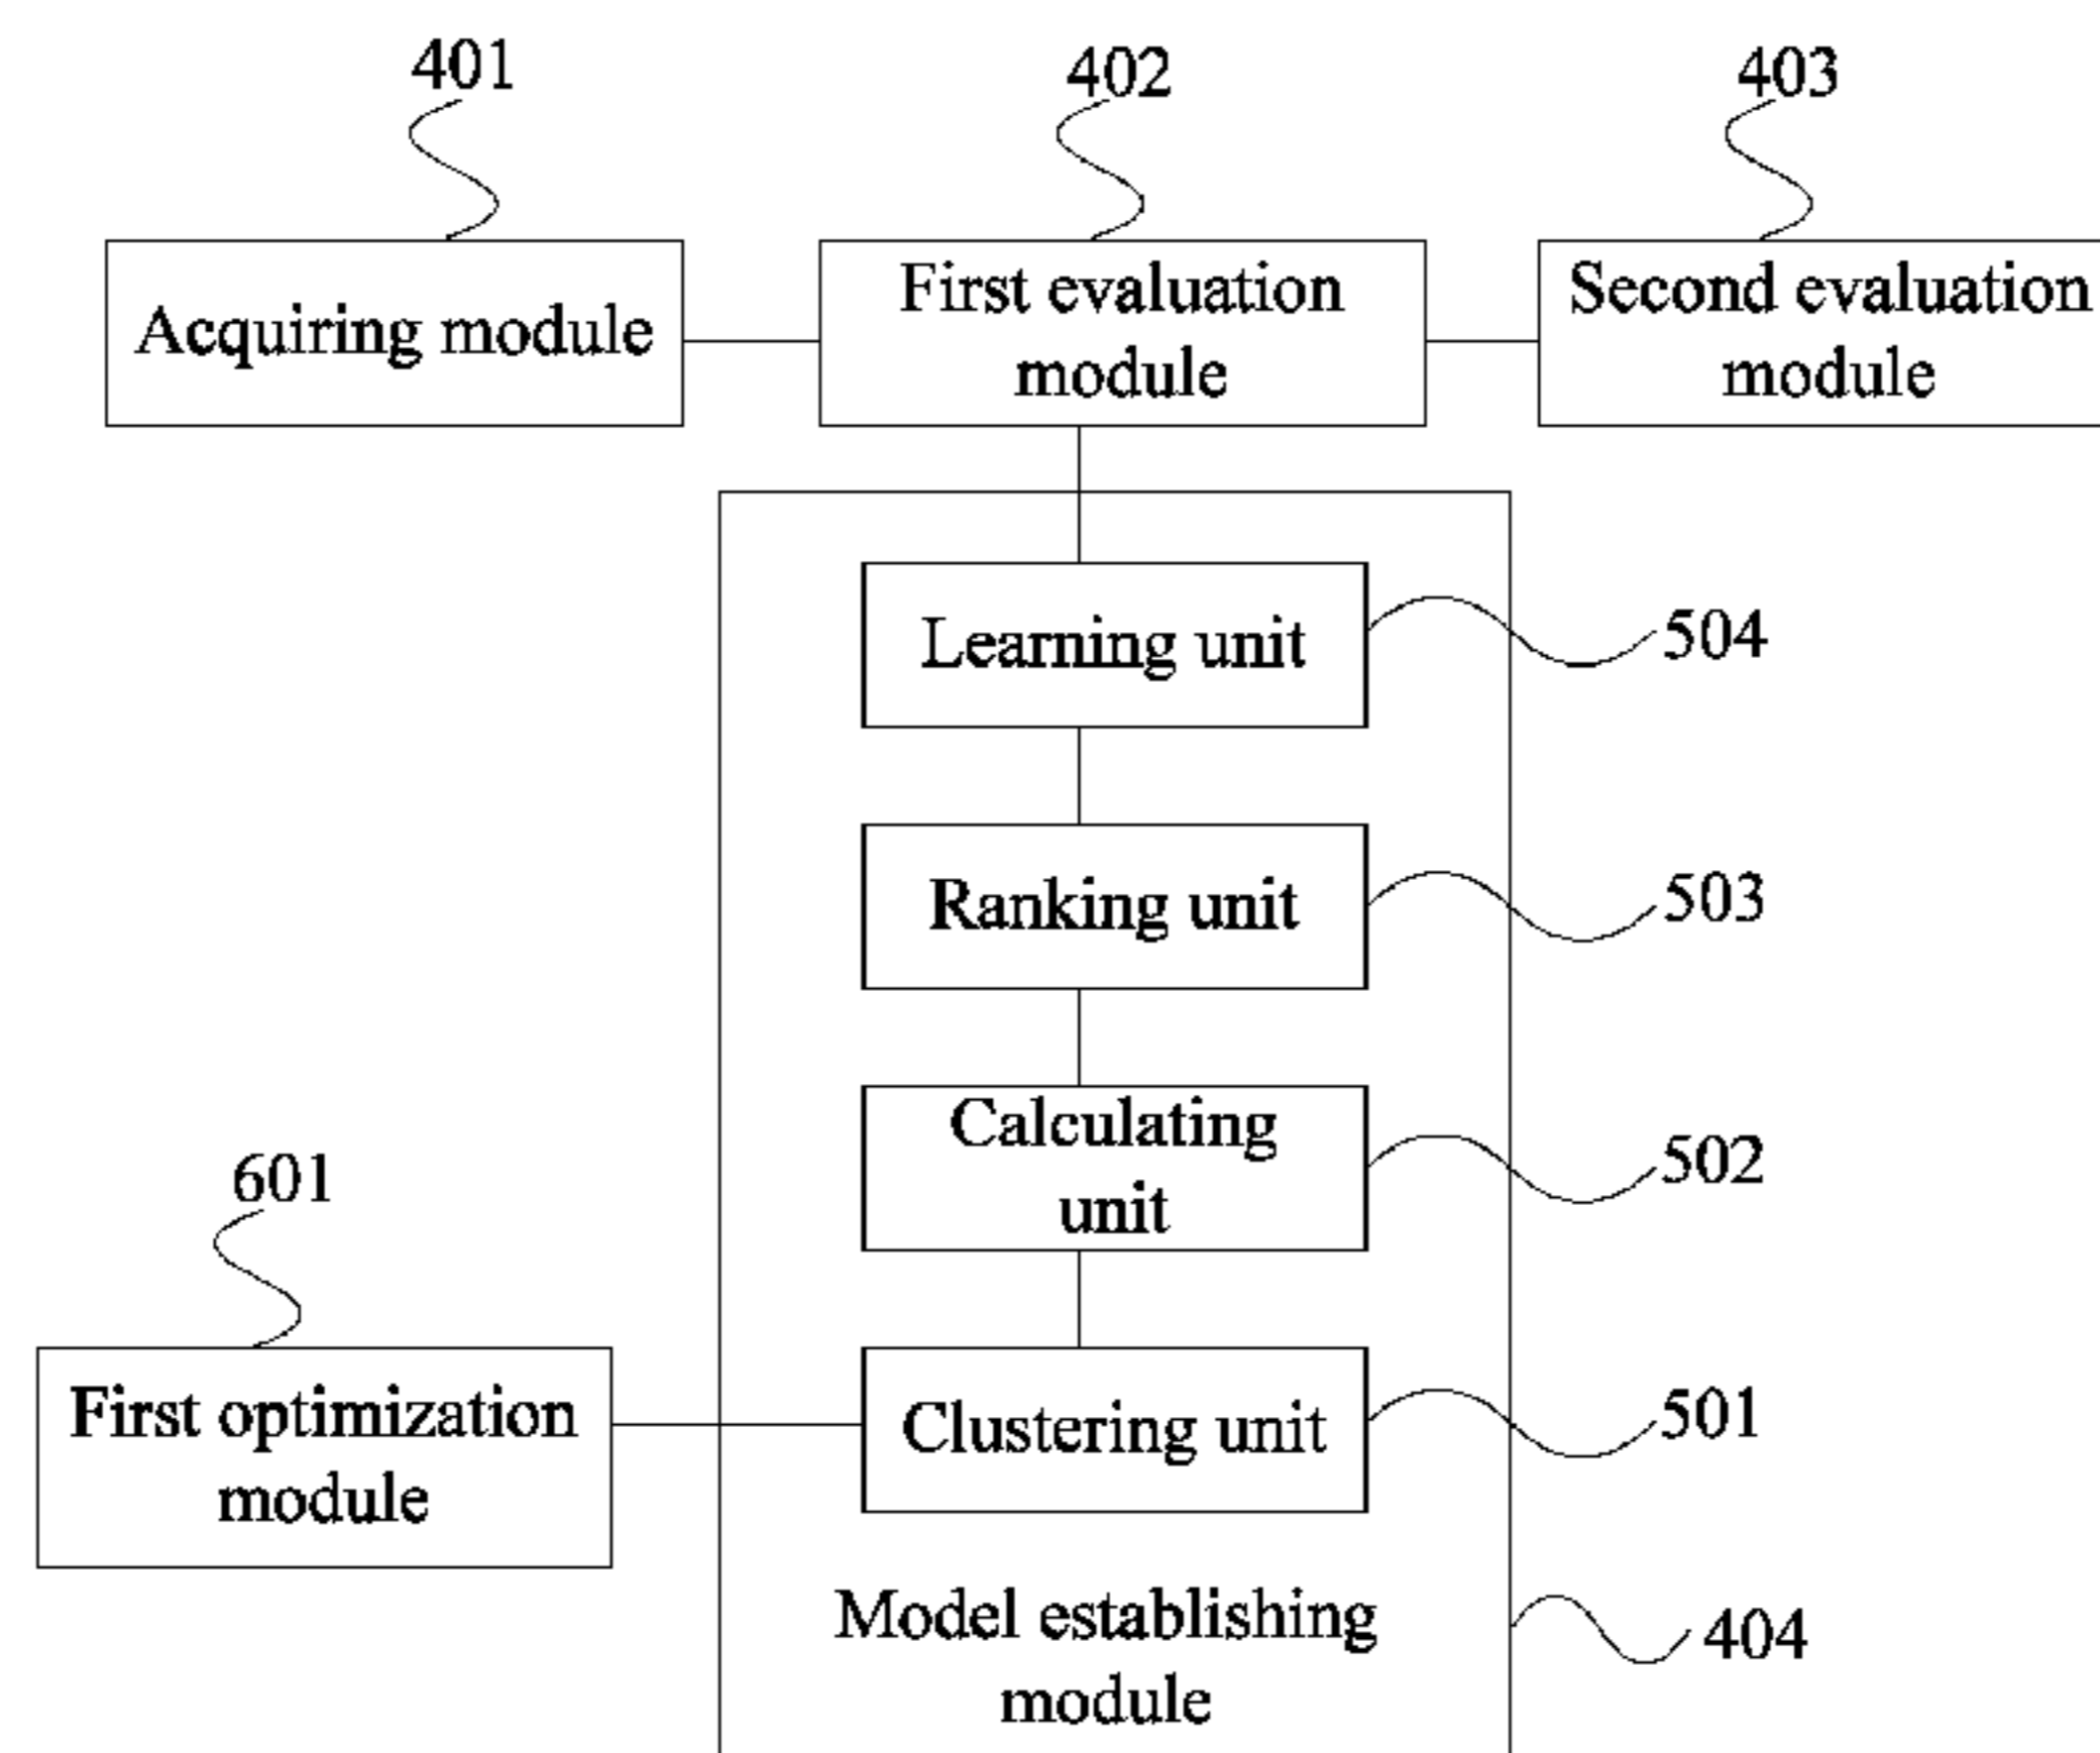 401
402
403
Acquiring module
First evaluation
module
Second evaluation
module
Learning unit
504
Ranking unit
503
Calculating
unit
502
601
First optimization
module
Clustering unit
501
Model establishing
module
404